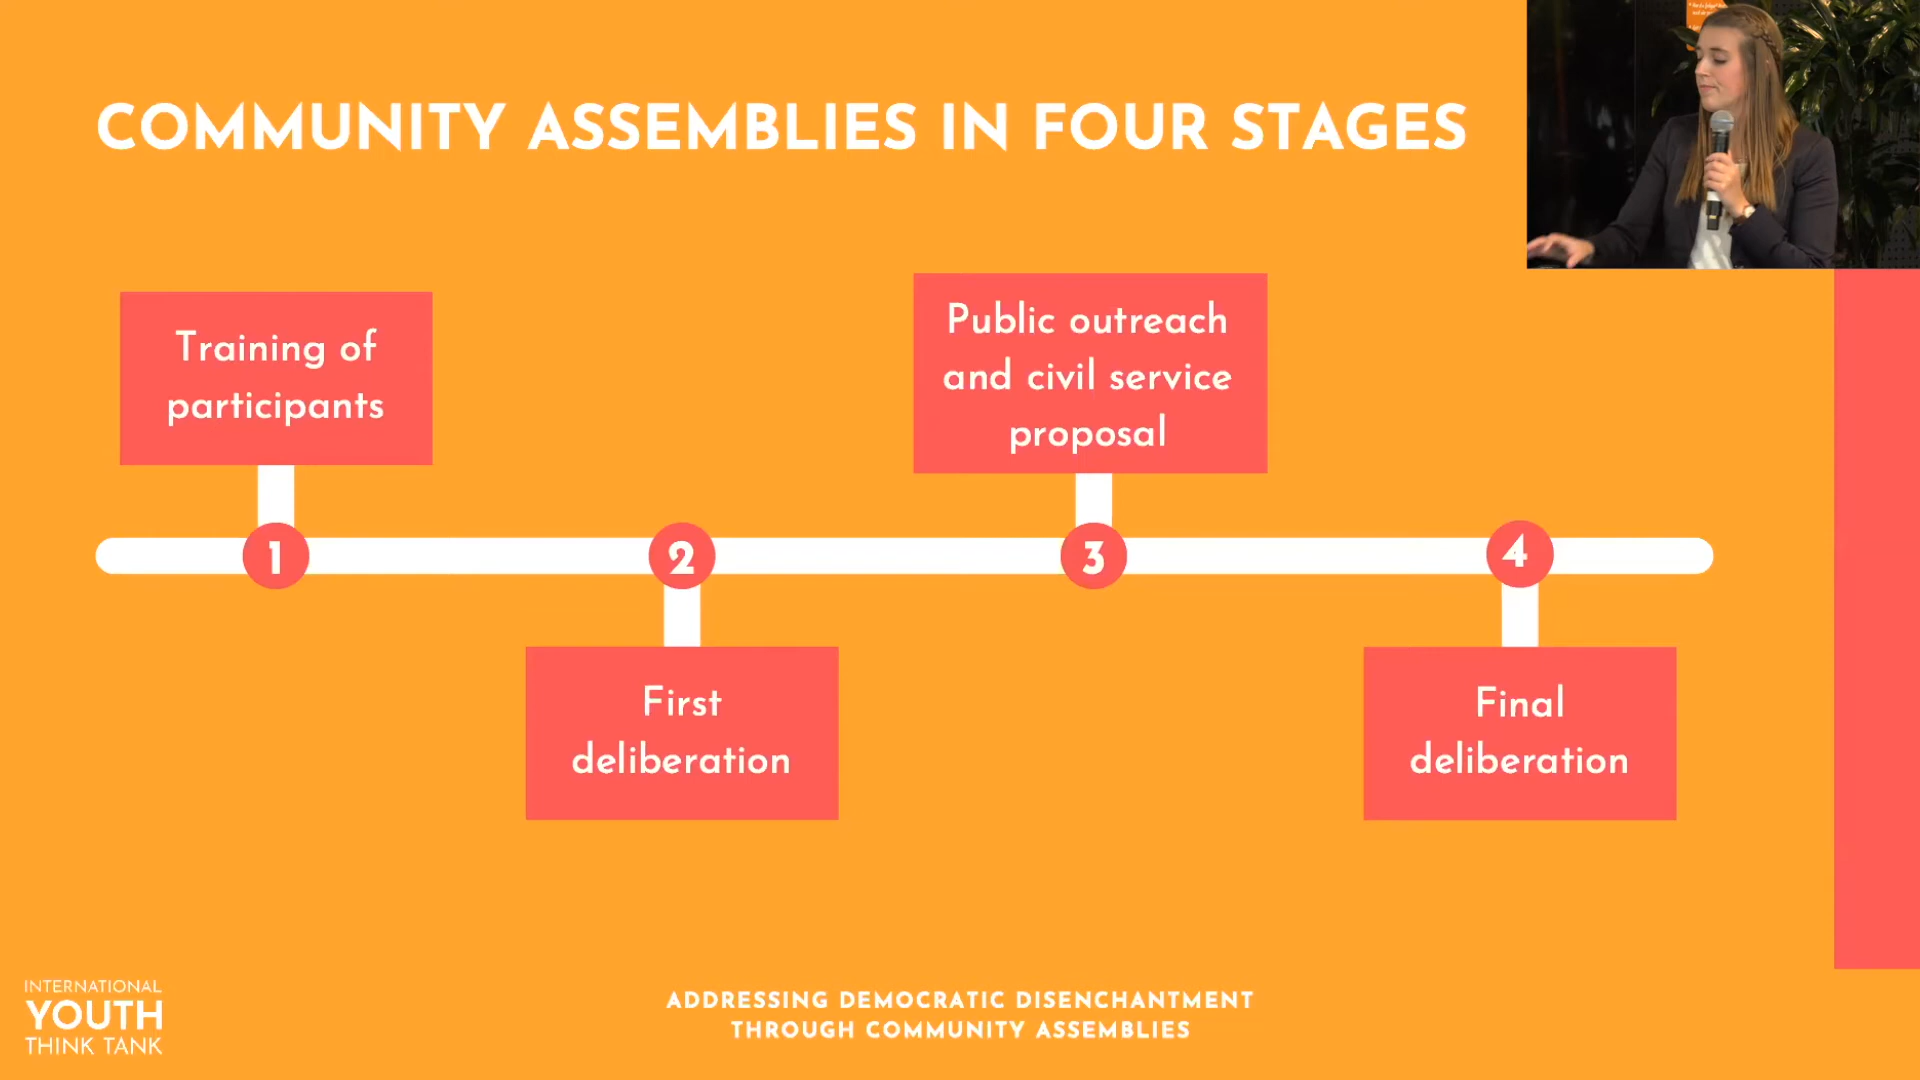 COMMUNITY ASSEMBLIES IN FOUR STAGES
Training of
participants
Public outreach
and civil service
proposal
1
2
3
4
First
deliberation
Final
deliberation
INTERNATIONAL
YOUTH
THINK TANK
ADDRESSING DEMOCRATIC DISENCHANTMENT
THROUGH COMMUNITY ASSEMBLIES